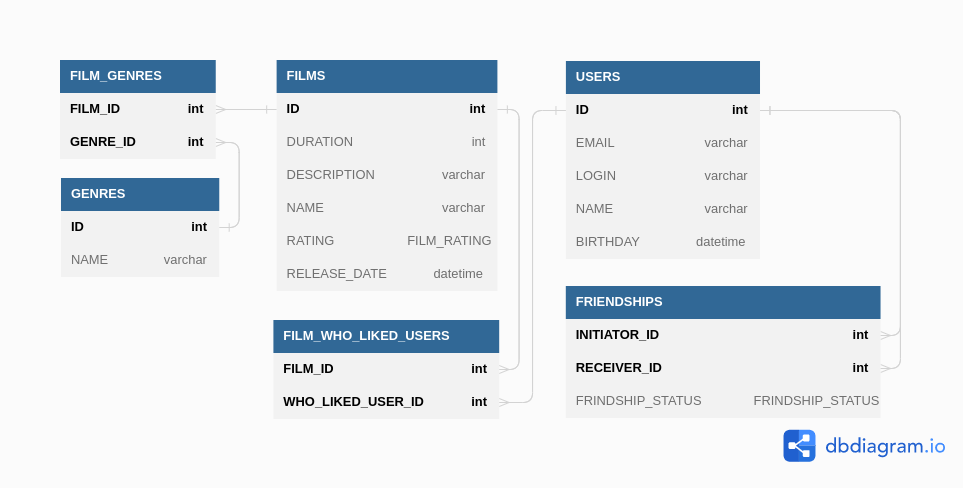 FILM_GENRES
FILM_ID int
GENRE_ID int
GENRES
ID int
NAME varchar
FILMS
ID int
DURATION int
DESCRIPTION varchar
NAME varchar
RATING FILM_RATING
RELEASE_DATE datetime
FILM_WHO_LIKED_USERS
FILM_ID int
WHO_LIKED_USER_ID int
USERS
ID int
EMAIL varchar
LOGIN varchar
NAME varchar
BIRTHDAY datetime
FRIENDSHIPS
INITIATOR_ID int
RECEIVER_ID int
FRINDSHIP_STATUS FRINDSHIP_STATUS
dbdiagram.io